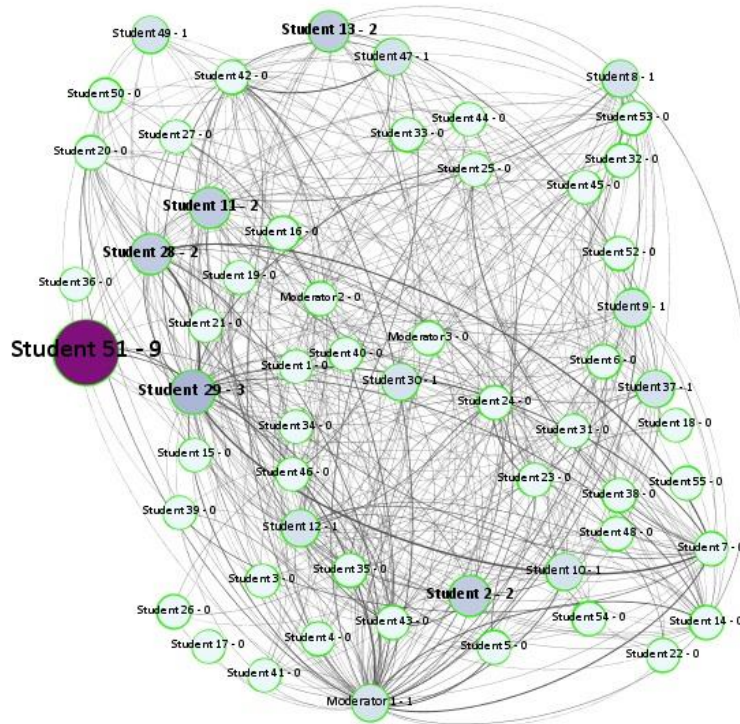 Student 13 - 2
Student 49 - 1
Student 47 - 1
Student 42 - 0
Student 8 - 1
Student 50 - 0
Student 44 - 0
Student 53 - 0
Student 27 - 0
Student 33 - 0
Student 20 - 0
Student 32 - 0
Student 25 - 0
Student 45 - 0
Student 11 - 2
Student 16 - 0
Student 28 - 2
Student 52 - 0
Student 19 - 0
Student 36 - 0
Moderator 2 - 0
Student 9 - 1
Student 21 - 0
Moderator 3 - 0
Student 51 - 9
Student 40 - 0
Student 1 - 0
Student 6 - 0
Student 30 - 1
Student 29 - 3
Student 37 - 1
Student 24 - 0
Student 18 - 0
Student 34 - 0
Student 31 - 0
Student 15 - 0
Student 46 - 0
Student 23 - 0
Student 55 - 0
Student 38 - 0
Student 39 - 0
Student 12 - 1
Student 48 - 0
Student 7 - 0
Student 35 - 0
Student 10 - 1
Student 3 - 0
Student 2 - 2
Student 26 - 0
Student 54 - 0
Student 43 - 0
Student 14 - 0
Student 4 - 0
Student 17 - 0
Student 5 - 0
Student 22 - 0
Student 41 - 0
Moderator 1 - 1